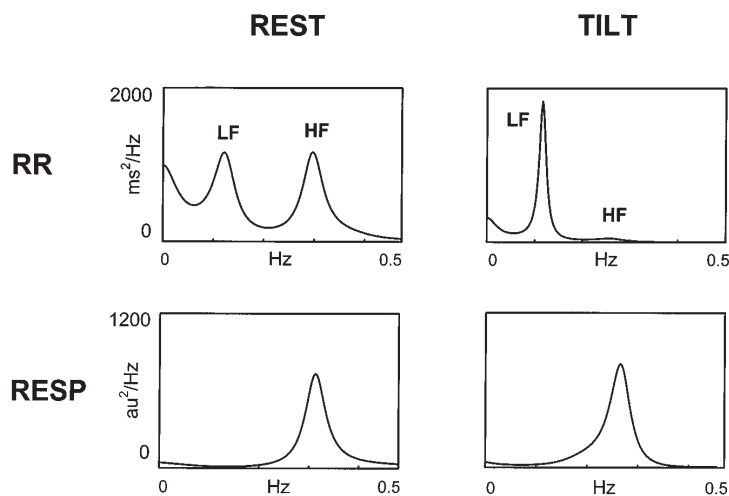 REST TILT
RR
2000
ms²/Hz
0
LF HF
0 Hz 0.5
LF
HF
0 Hz 0.5
RESP
1200
au²/Hz
0
0 Hz 0.5
0 Hz 0.5